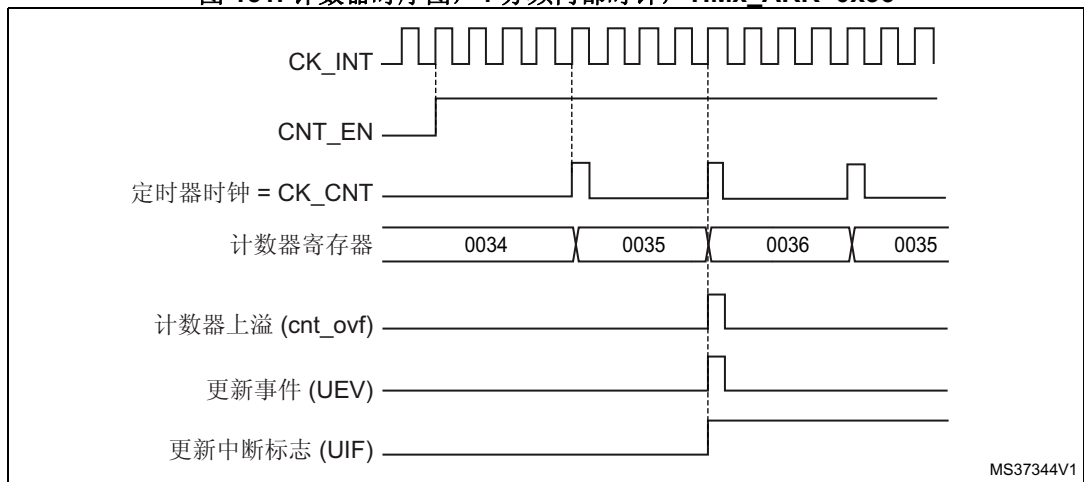 CK_INT
CNT_EN
定时器时钟 = CK_CNT
计数器寄存器 0034 0035 0036 0035
计数器上溢 (cnt_ovf)
更新事件 (UEV)
更新中断标志 (UIF)
MS37344V1